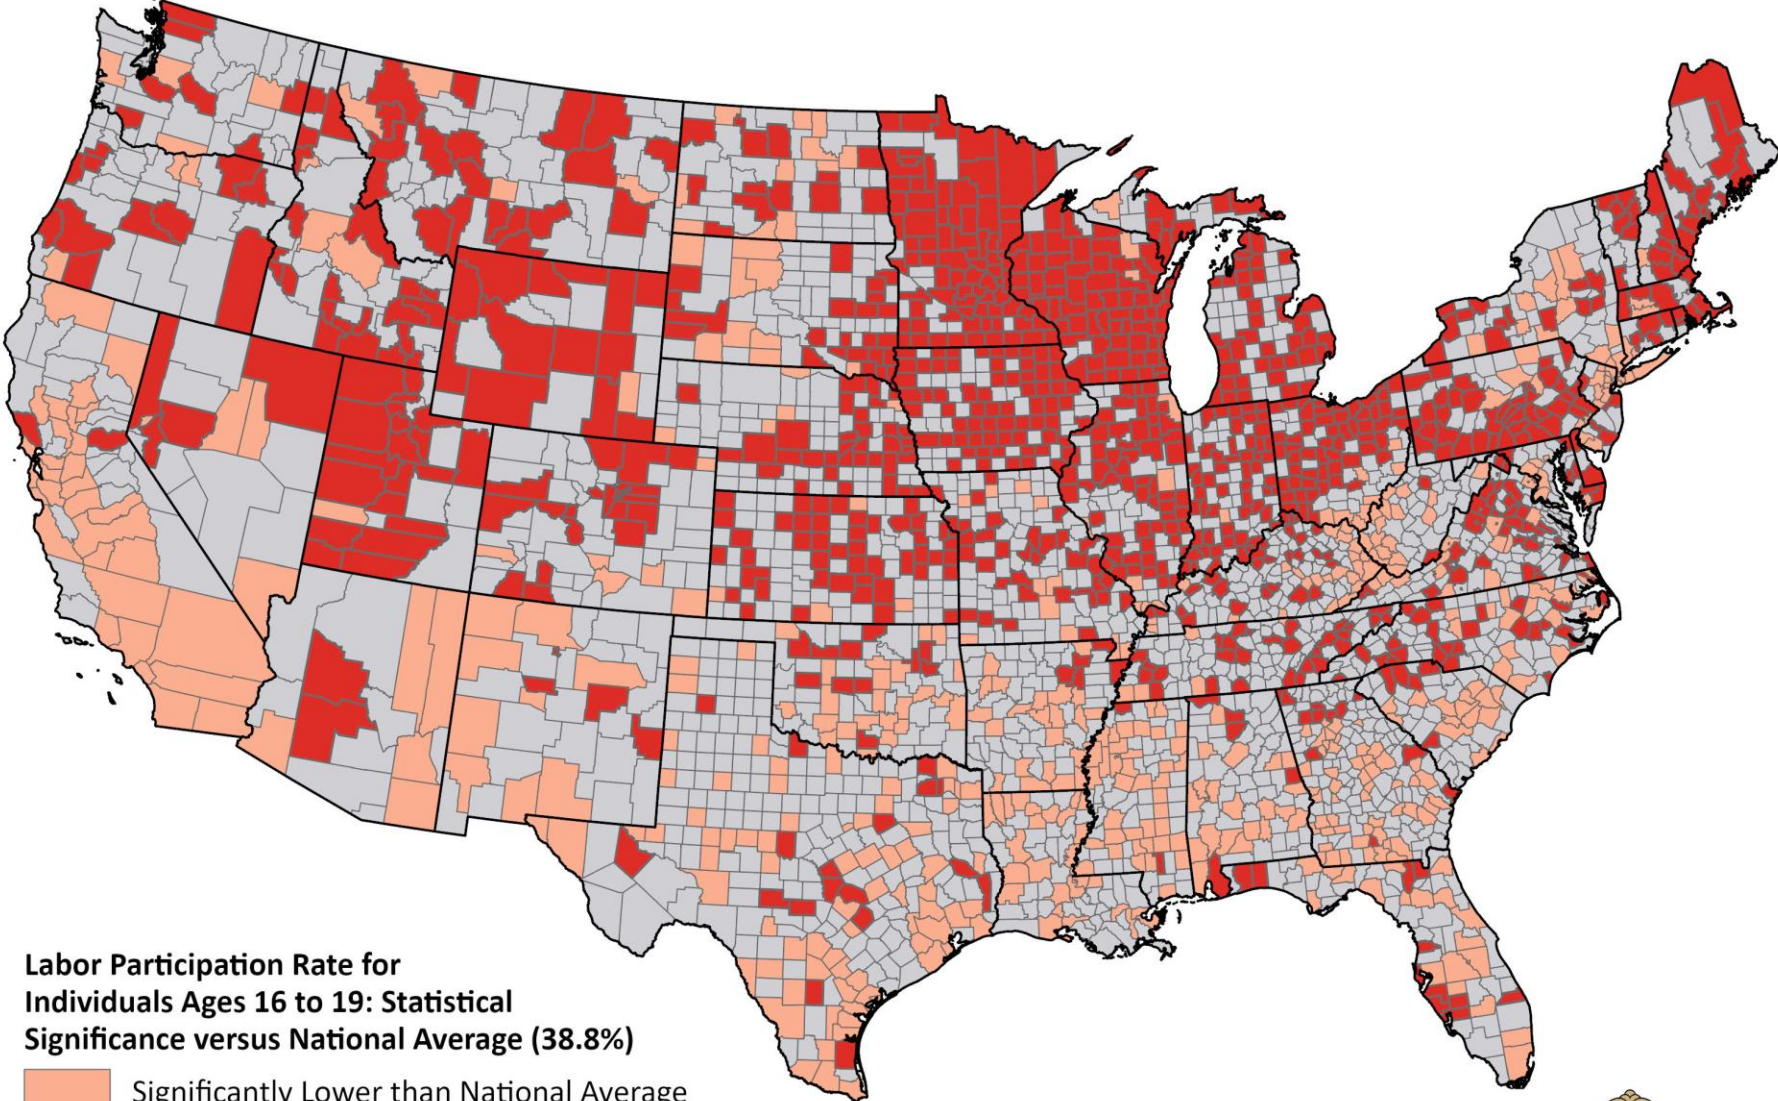 Labor Participation Rate for
Individuals Ages 16 to 19: Statistical
Significance versus National Average (38.8%)
Significantly Lower than National Average